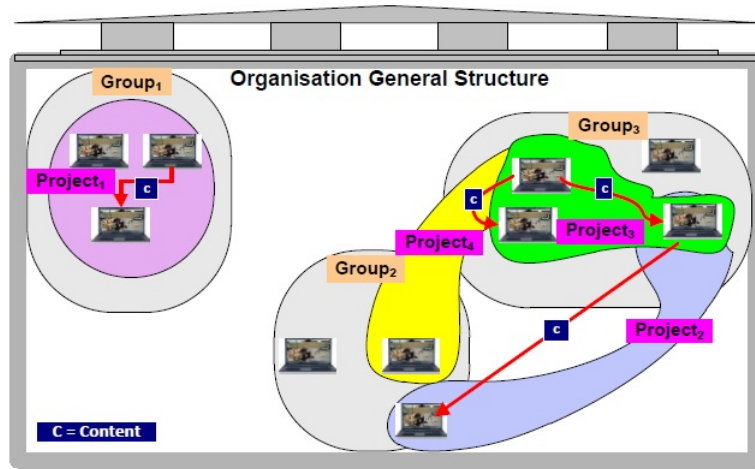 Organisation General Structure
Group₁
Project₁
c
Group₃
c
c
Project₄
Project₃
Group₂
c
Project₂
C = Content